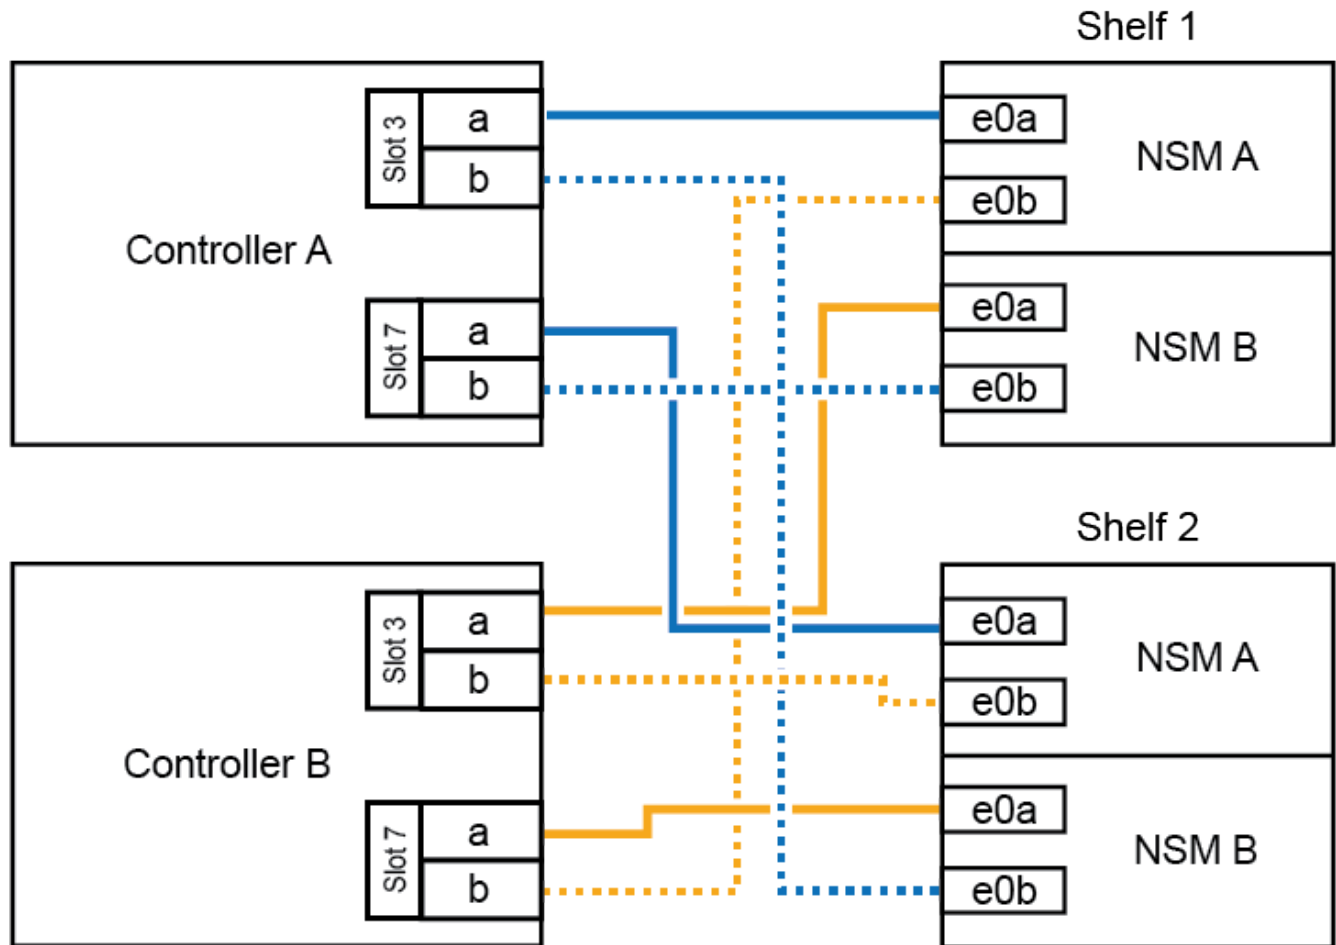 Shelf 1
Controller A
Slot 3
a
b
Slot 7
a
b
e0a
e0b
NSM A
e0a
e0b
NSM B
Shelf 2
Controller B
Slot 3
a
b
Slot 7
a
b
e0a
e0b
NSM A
e0a
e0b
NSM B